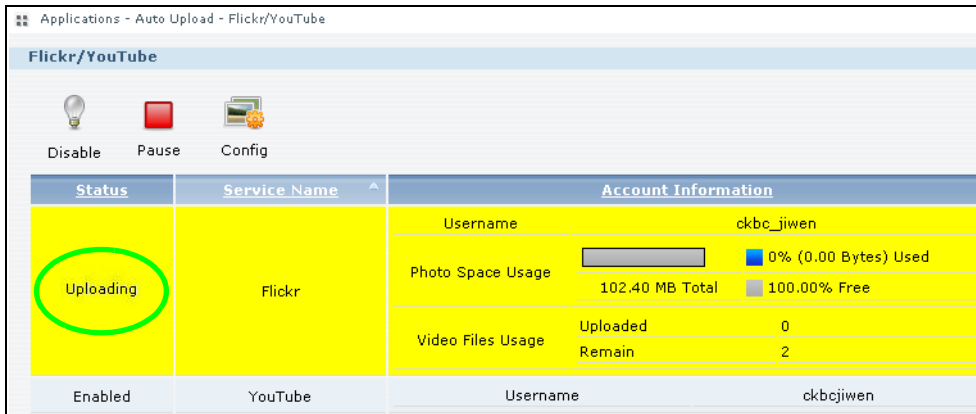 Applications - Auto Upload - Flickr/YouTube
Flickr/YouTube
Disable Pause Config
Status Service Name Account Information
Username ckbc_jiwen
Uploading Flickr
Photo Space Usage
0% (0.00 Bytes) Used
102.40 MB Total 100.00% Free
Video Files Usage
Uploaded 0
Remain 2
Enabled YouTube Username ckbcjiwen